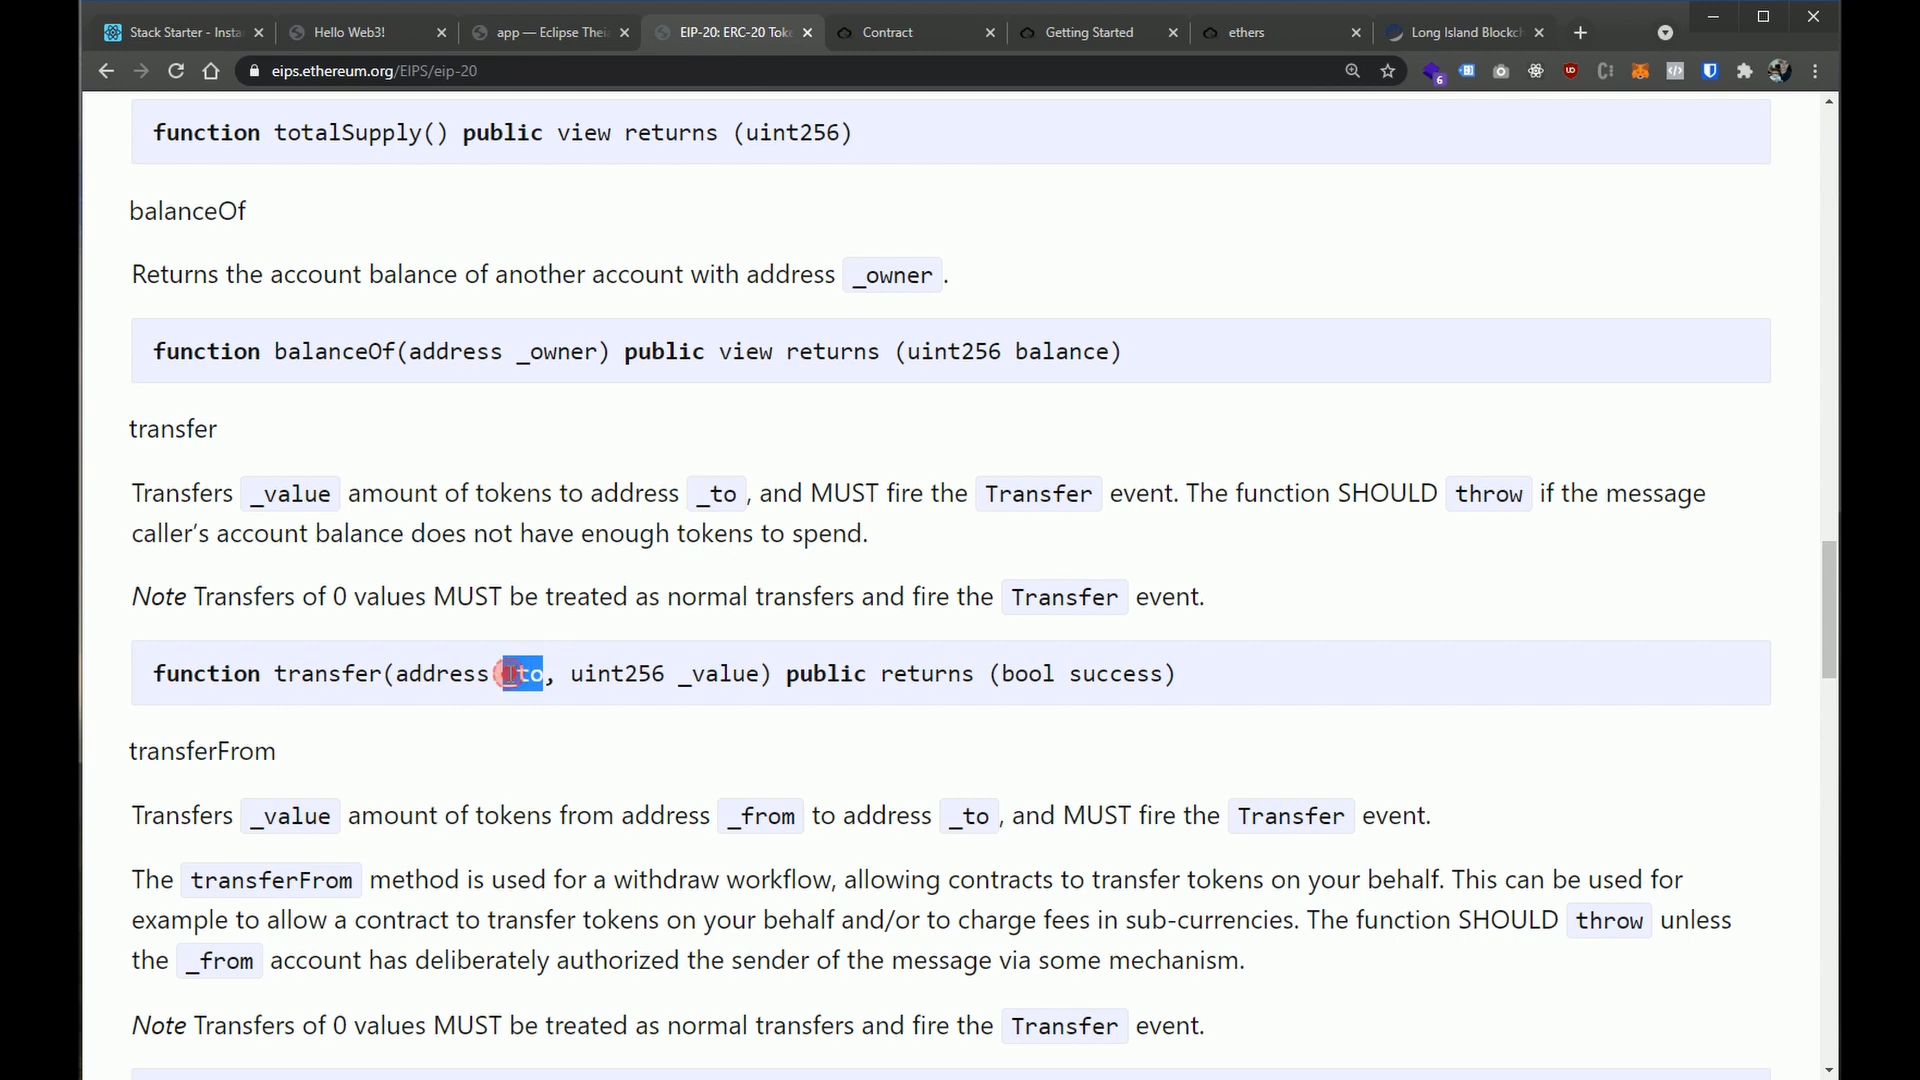 Stack Starter - Insta
Hello Web3!
app — Eclipse Thei
EIP-20: ERC-20 Toke
Contract
Getting Started
ethers
Long Island Blockch
eips.ethereum.org/EIPS/eip-20
6
function totalSupply() public view returns (uint256)
balanceOf
Returns the account balance of another account with address _owner.
function balanceOf(address _owner) public view returns (uint256 balance)
transfer
Transfers _value amount of tokens to address _to, and MUST fire the Transfer event. The function SHOULD throw if the message
caller’s account balance does not have enough tokens to spend.
Note Transfers of 0 values MUST be treated as normal transfers and fire the Transfer event.
function transfer(address _to, uint256 _value) public returns (bool success)
transferFrom
Transfers _value amount of tokens from address _from to address _to, and MUST fire the Transfer event.
The transferFrom method is used for a withdraw workflow, allowing contracts to transfer tokens on your behalf. This can be used for
example to allow a contract to transfer tokens on your behalf and/or to charge fees in sub-currencies. The function SHOULD throw unless
the _from account has deliberately authorized the sender of the message via some mechanism.
Note Transfers of 0 values MUST be treated as normal transfers and fire the Transfer event.